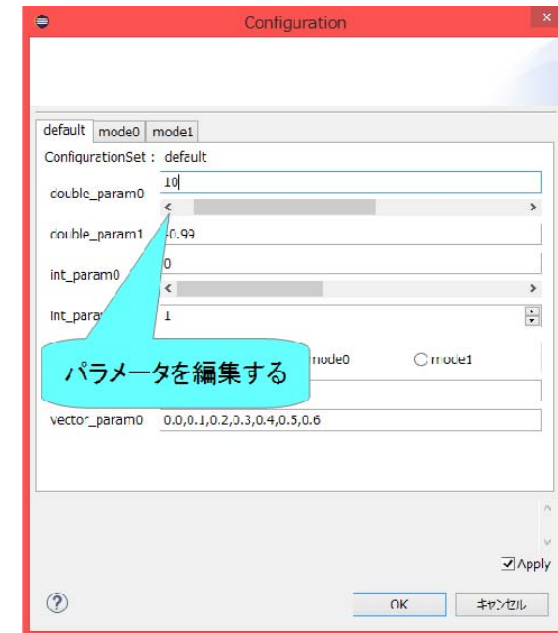 Configuration
default mode0 mode1
ConfigurationSet : default
double_param0 10
double_param1 -0.99
int_param0 0
int_para 1
mode0 mode1
パラメータを編集する
vector_param0 0.0,0.1,0.2,0.3,0.4,0.5,0.6
Apply
OK キャンセル